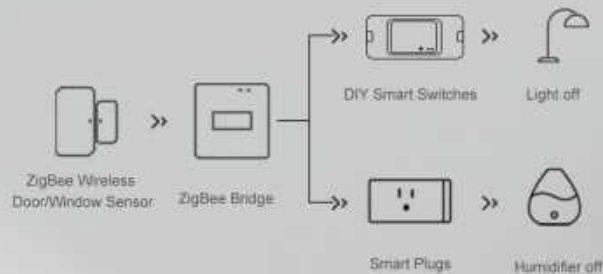 DIY Smart Switches
Light off
ZigBee Wireless
Door/Window Sensor
ZigBee Bridge
Smart Plugs
Humidifier off